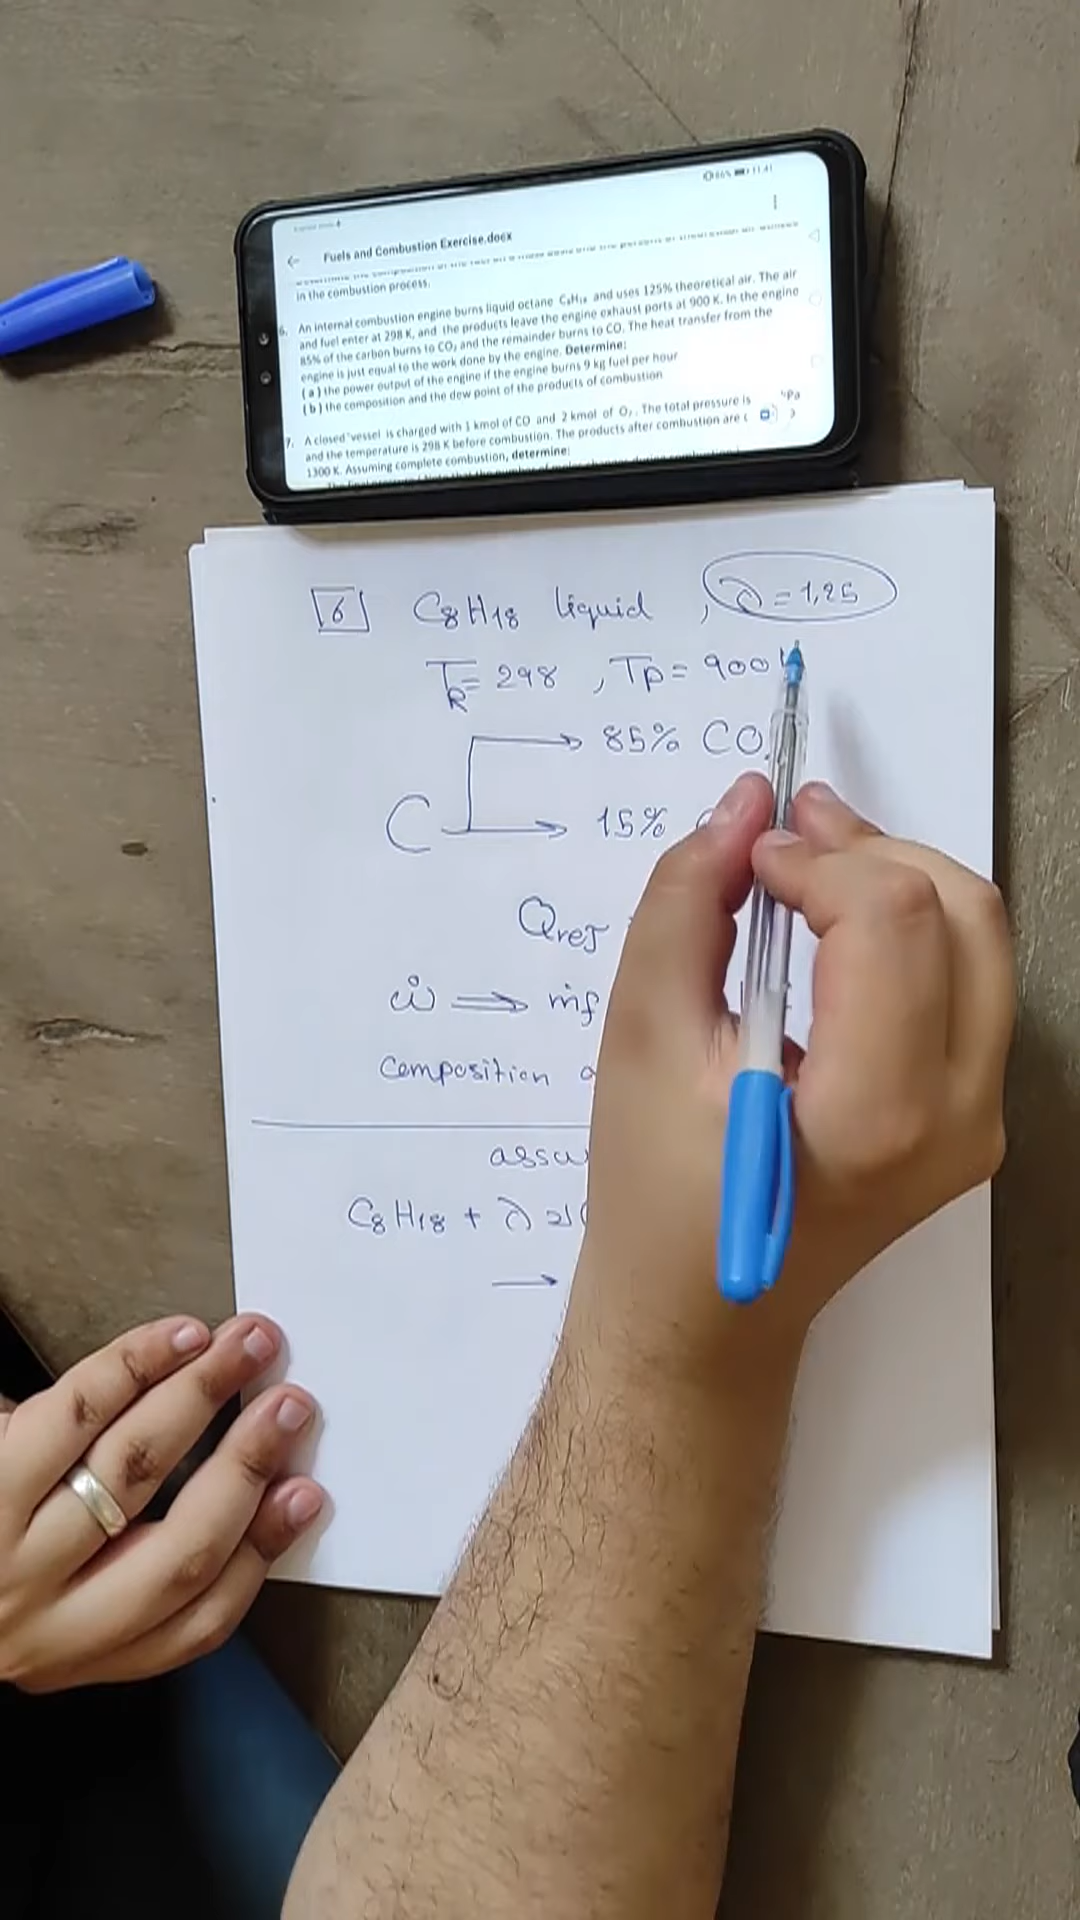 86% 11:41
Fuels and Combustion Exercise.docx
in the combustion process.
6. An internal combustion engine burns liquid octane C₈H₁₈ and uses 125% theoretical air. The air
and fuel enter at 298 K, and the products leave the engine exhaust ports at 900 K. In the engine
85% of the carbon burns to CO₂ and the remainder burns to CO. The heat transfer from the
engine is just equal to the work done by the engine. Determine:
( a ) the power output of the engine if the engine burns 9 kg fuel per hour
( b ) the composition and the dew point of the products of combustion
7. A closed vessel is charged with 1 kmol of CO and 2 kmol of O₂. The total pressure is
and the temperature is 298 K before combustion. The products after combustion are
1300 K. Assuming complete combustion, determine:
6 C8H18 liquid , λ = 1,25
TR= 298 , Tp = 900
85% CO
C
15%
Qrej
ẇ ⟹ ṁf
composition
C8H18 + λ
→